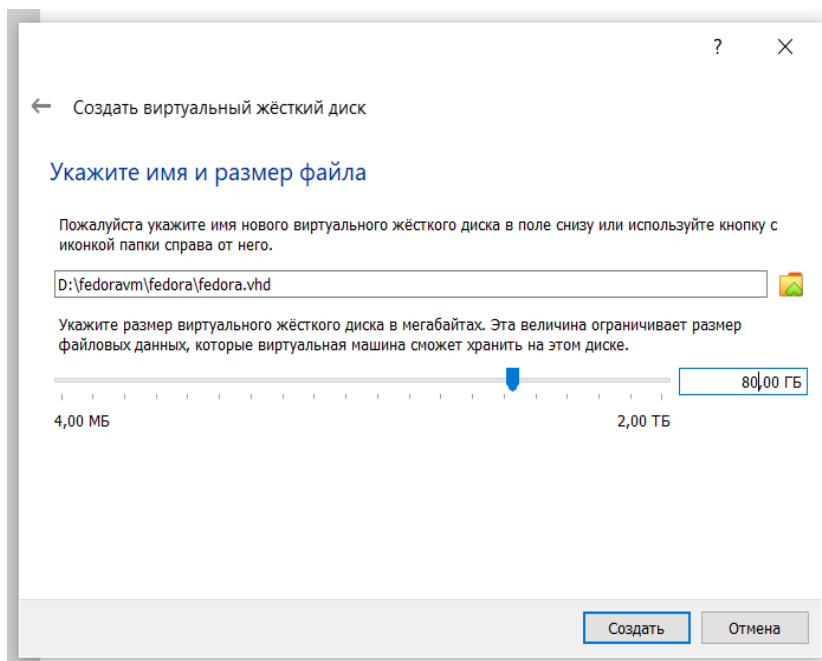 ?
← Создать виртуальный жёсткий диск
Укажите имя и размер файла
Пожалуйста укажите имя нового виртуального жёсткого диска в поле снизу или используйте кнопку с
иконкой папки справа от него.
D:\fedoravm\fedora\fedora.vhd
Укажите размер виртуального жёсткого диска в мегабайтах. Эта величина ограничивает размер
файловых данных, которые виртуальная машина сможет хранить на этом диске.
80,00 ГБ
4,00 МБ 2,00 ТБ
Создать Отмена